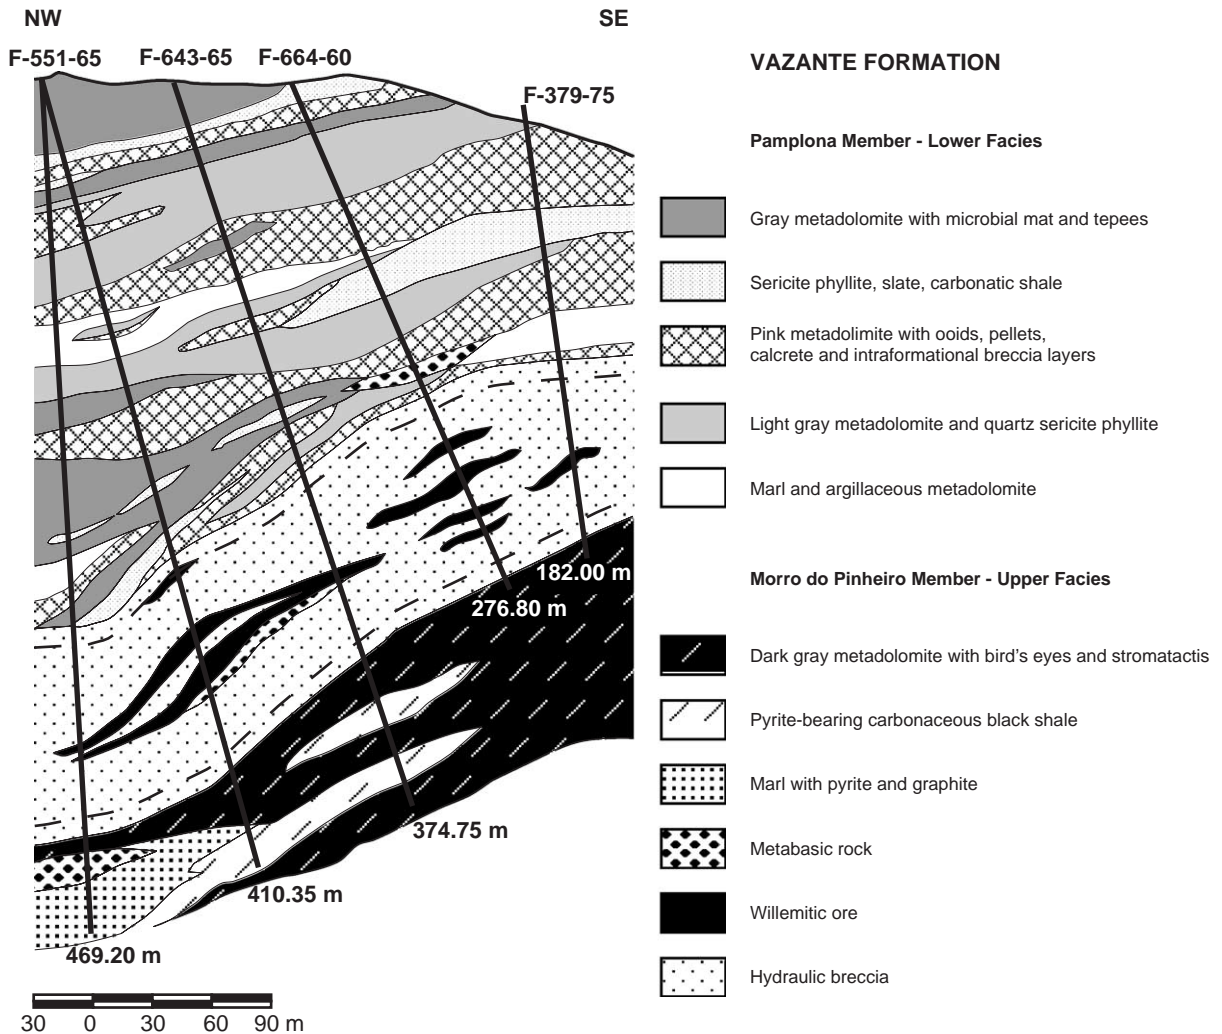 NW
SE
F-551-65
F-643-65
F-664-60
F-379-75
182.00 m
276.80 m
374.75 m
410.35 m
469.20 m
30 0 30 60 90 m
VAZANTE FORMATION
Pamplona Member - Lower Facies
Gray metadolomite with microbial mat and tepees
Sericite phyllite, slate, carbonatic shale
Pink metadolimite with ooids, pellets,
calcrete and intraformational breccia layers
Light gray metadolomite and quartz sericite phyllite
Marl and argillaceous metadolomite
Morro do Pinheiro Member - Upper Facies
Dark gray metadolomite with bird's eyes and stromatactis
Pyrite-bearing carbonaceous black shale
Marl with pyrite and graphite
Metabasic rock
Willemitic ore
Hydraulic breccia